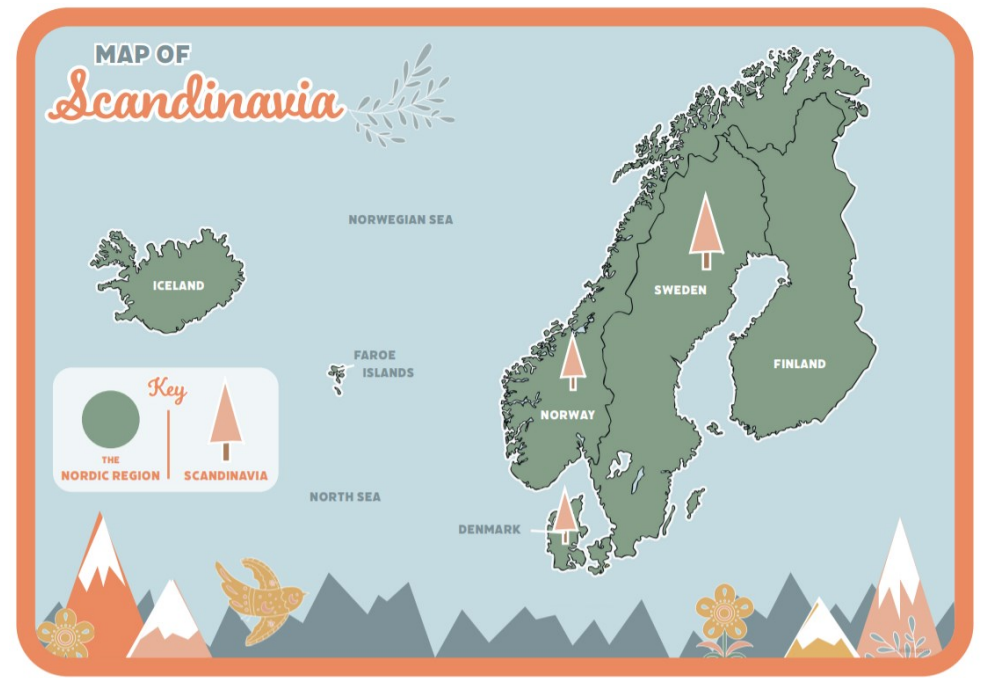 MAP OF
Scandinavia
NORWEGIAN SEA
ICELAND
SWEDEN
FAROE
ISLANDS
FINLAND
Key
NORWAY
THE
NORDIC REGION
SCANDINAVIA
NORTH SEA
DENMARK